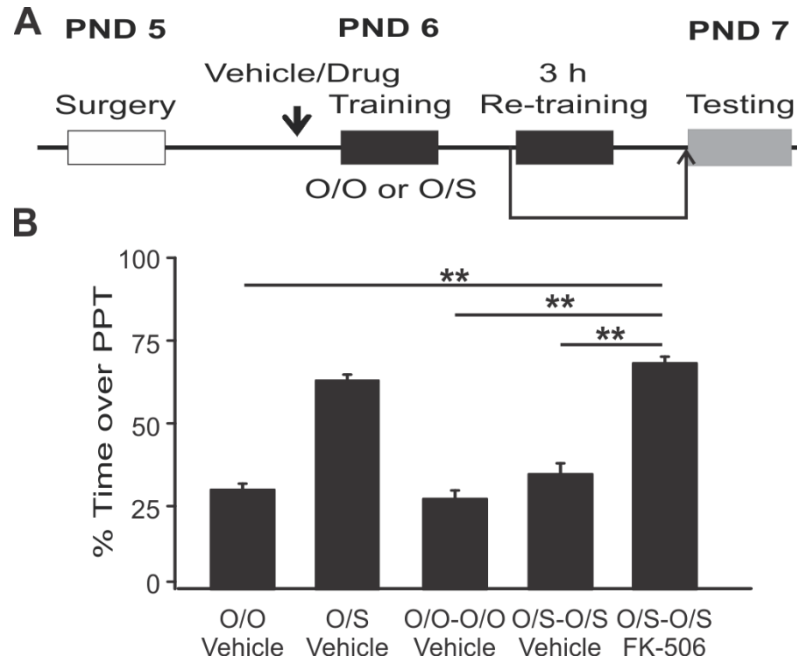 A
PND 5
PND 6
PND 7
Vehicle/Drug
3 h
Surgery
Training
Re-training
Testing
O/O or O/S
B
% Time over PPT
100
75
50
25
0
**
**
**
O/O
Vehicle
O/S
Vehicle
O/O-O/O
Vehicle
O/S-O/S
Vehicle
O/S-O/S
FK-506